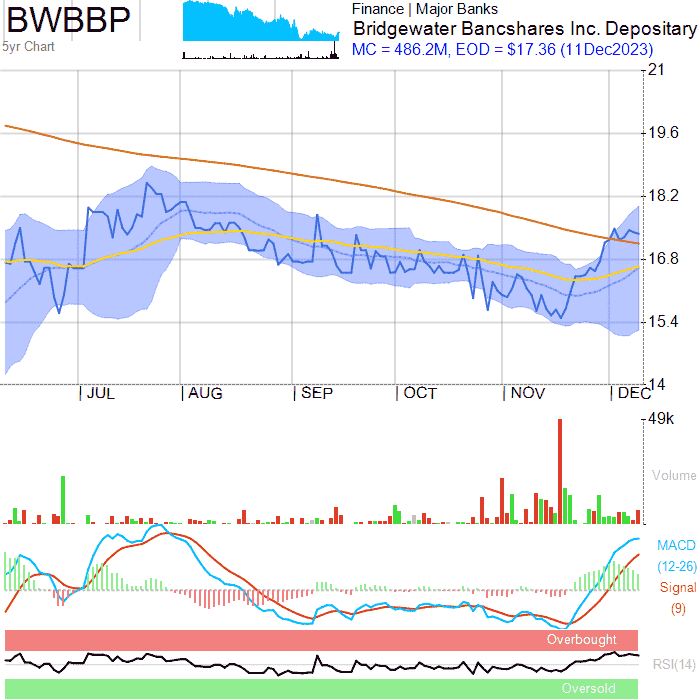 BWBBP
5yr Chart
Finance | Major Banks
Bridgewater Bancshares Inc. Depositary
MC = 486.2M, EOD = $17.36 (11Dec2023)
21
19.6
18.2
16.8
15.4
14
JUL
AUG
SEP
OCT
NOV
DEC
49k
Volume
MACD
(12-26)
Signal
(9)
Overbought
RSI(14)
Oversold